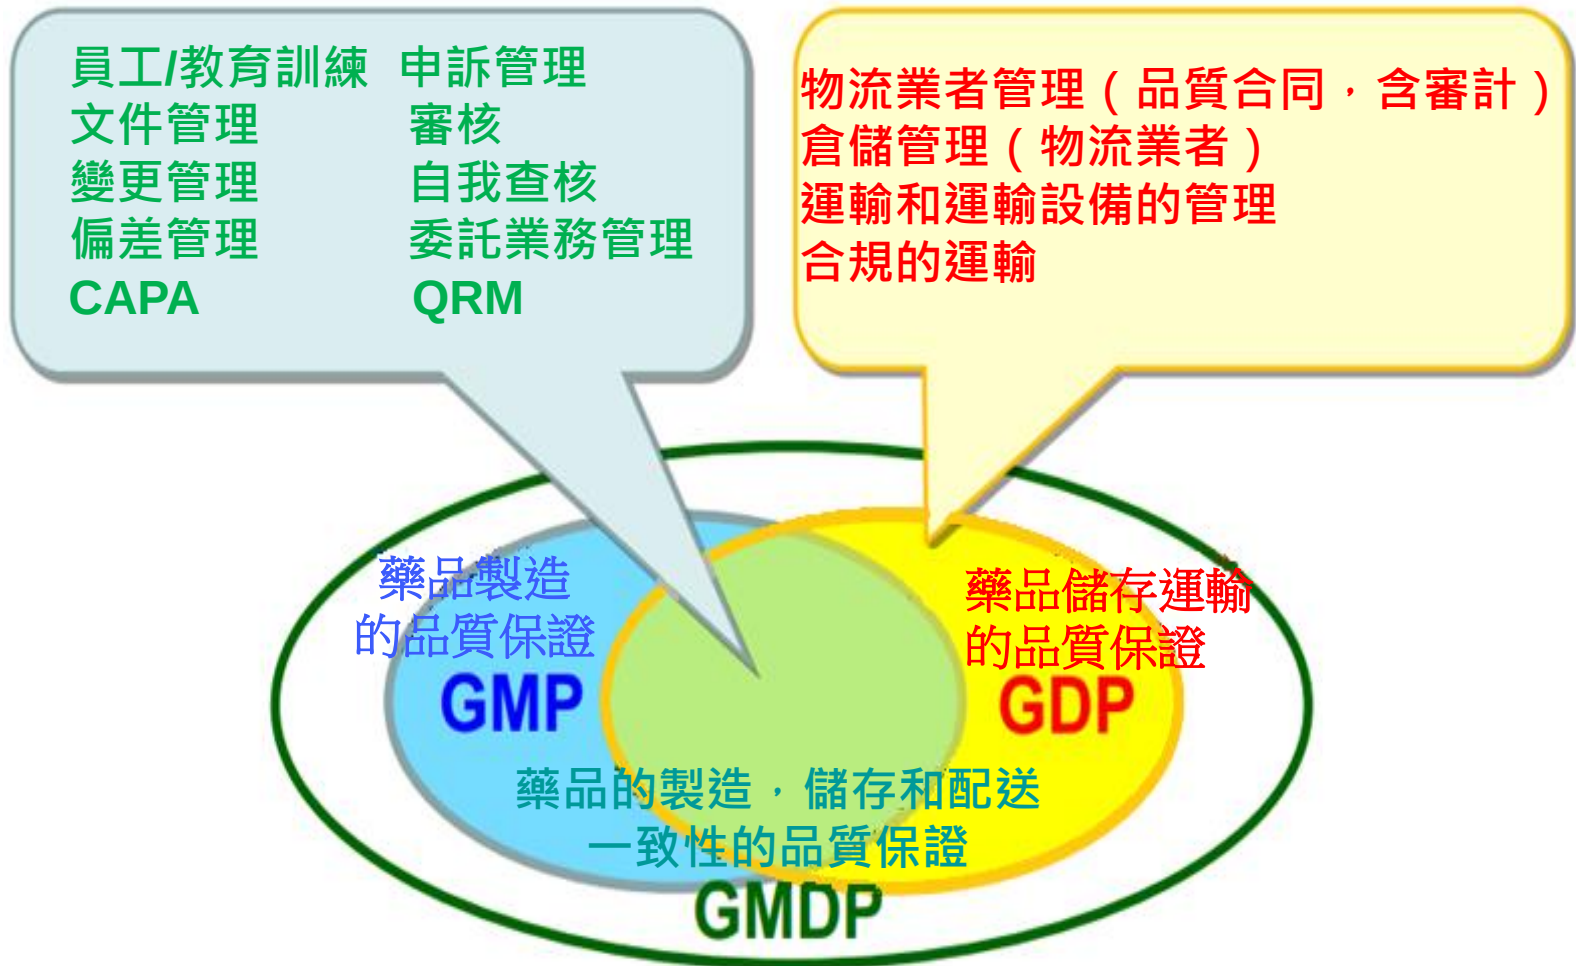 員工/教育訓練 申訴管理
文件管理 審核
變更管理 自我查核
偏差管理 委託業務管理
CAPA QRM
物流業者管理（品質合同，含審計）
倉儲管理（物流業者）
運輸和運輸設備的管理
合規的運輸
藥品製造
的品質保證
GMP
藥品儲存運輸
的品質保證
GDP
藥品的製造，儲存和配送
一致性的品質保證
GMDP